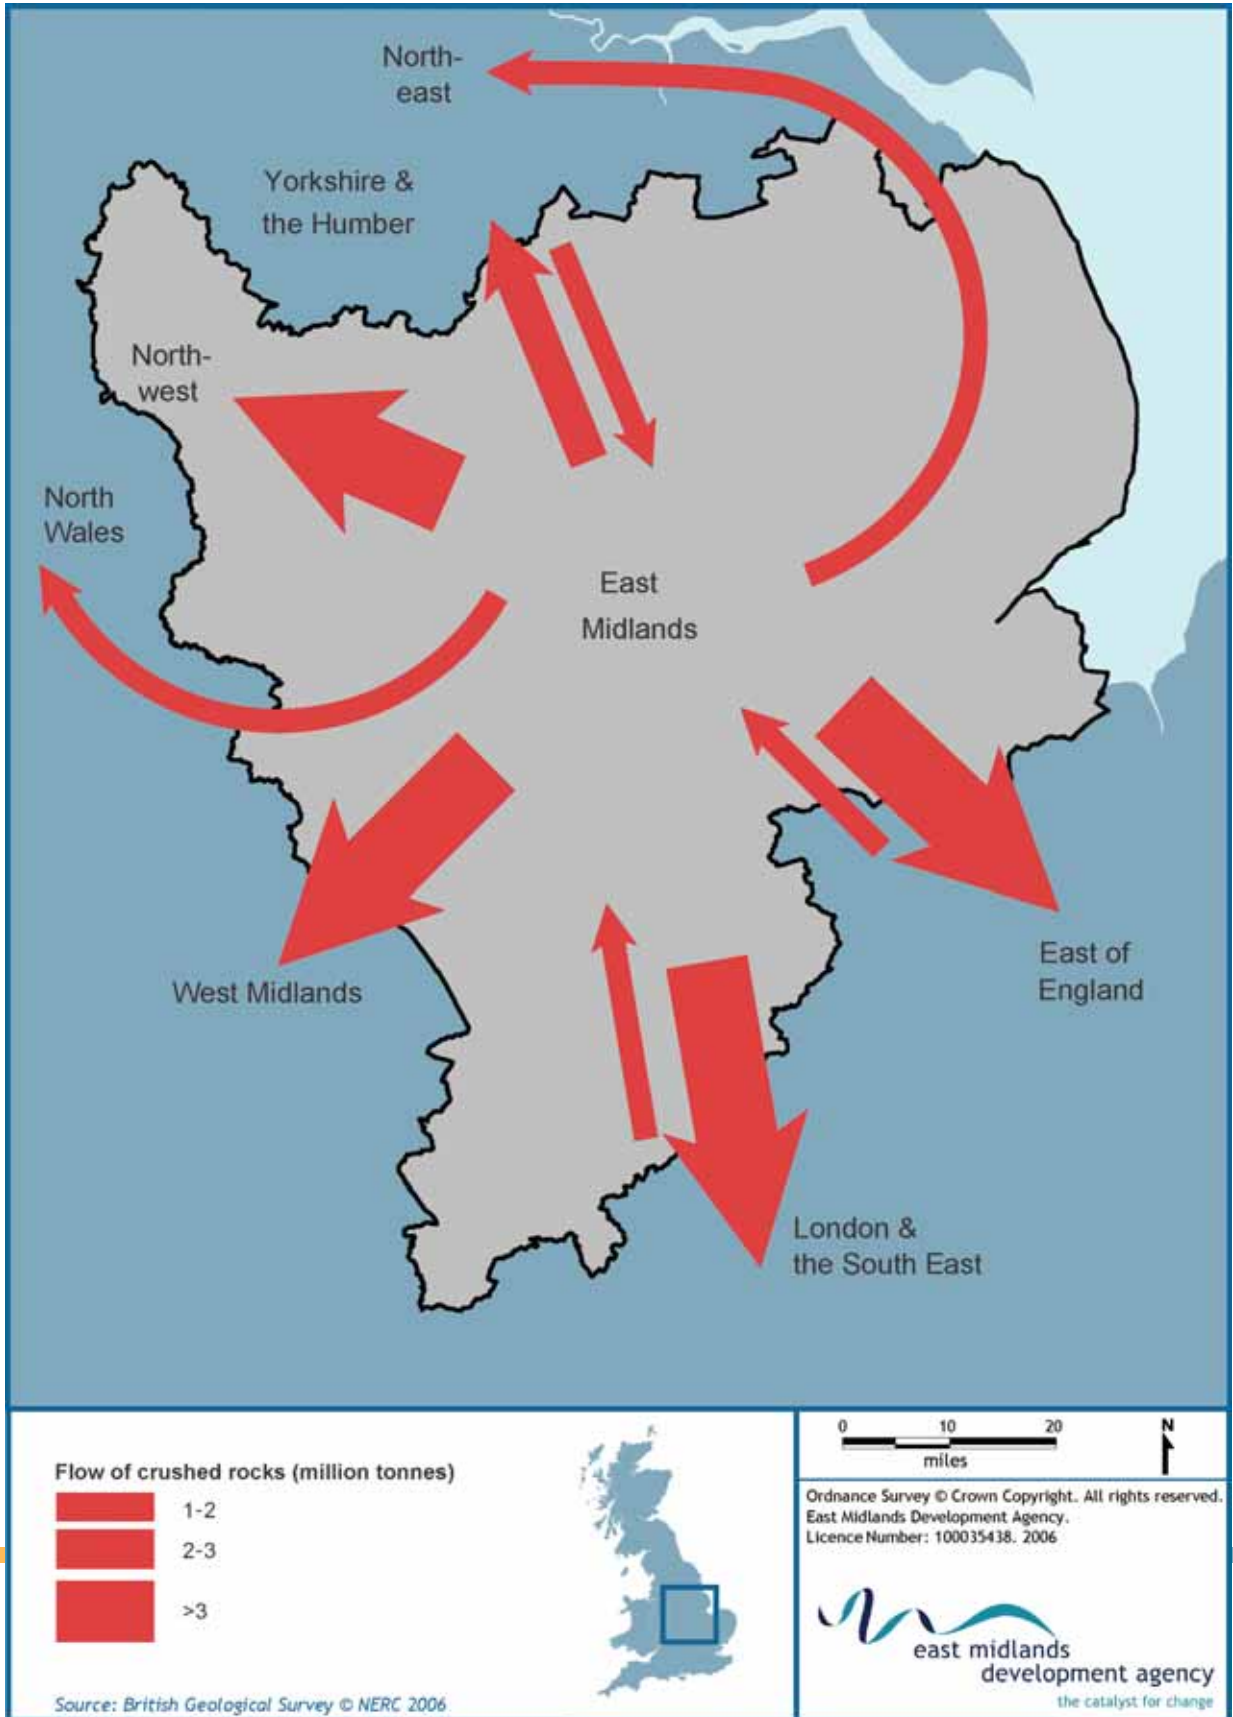 North-
east
Yorkshire &
the Humber
North-
west
North
Wales
East
Midlands
East of
England
West Midlands
London &
the South East
Flow of crushed rocks (million tonnes)
1-2
2-3
>3
Source: British Geological Survey © NERC 2006
0 10 20
miles
N
Ordnance Survey © Crown Copyright. All rights reserved.
East Midlands Development Agency.
Licence Number: 100035438. 2006
east midlands
development agency
the catalyst for change